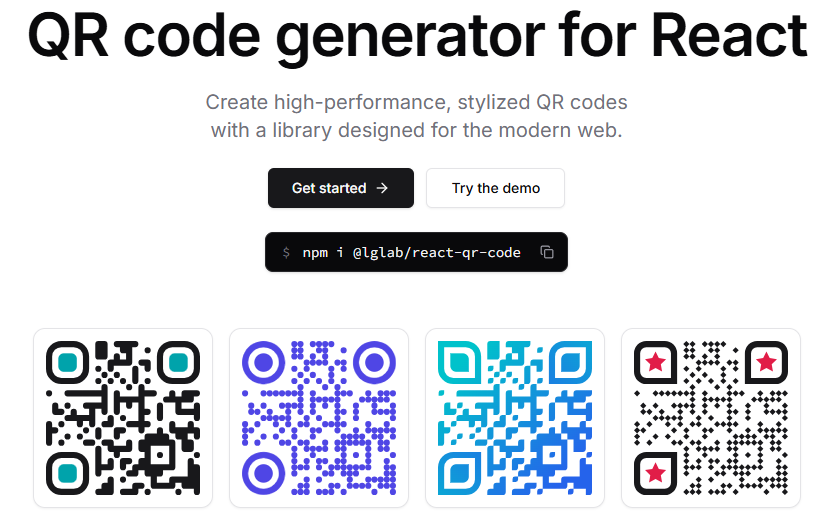 QR code generator for React
Create high-performance, stylized QR codes
with a library designed for the modern web.
Get started →
Try the demo
$ npm i @lglab/react-qr-code